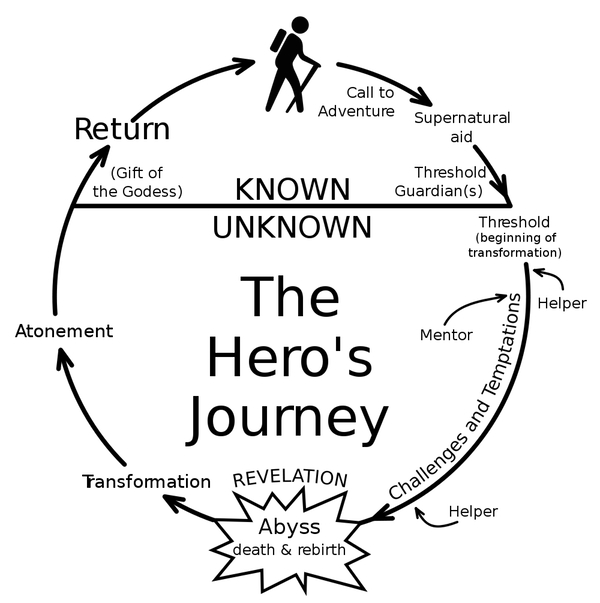 Call to
Adventure
Supernatural
aid
Return
(Gift of
the Godess)
Threshold
Guardian(s)
KNOWN
UNKNOWN
Threshold
(beginning of
transformation)
Helper
Mentor
Challenges and Temptations
The
Hero's
Journey
Atonement
Transformation
REVELATION
Abyss
death & rebirth
Helper